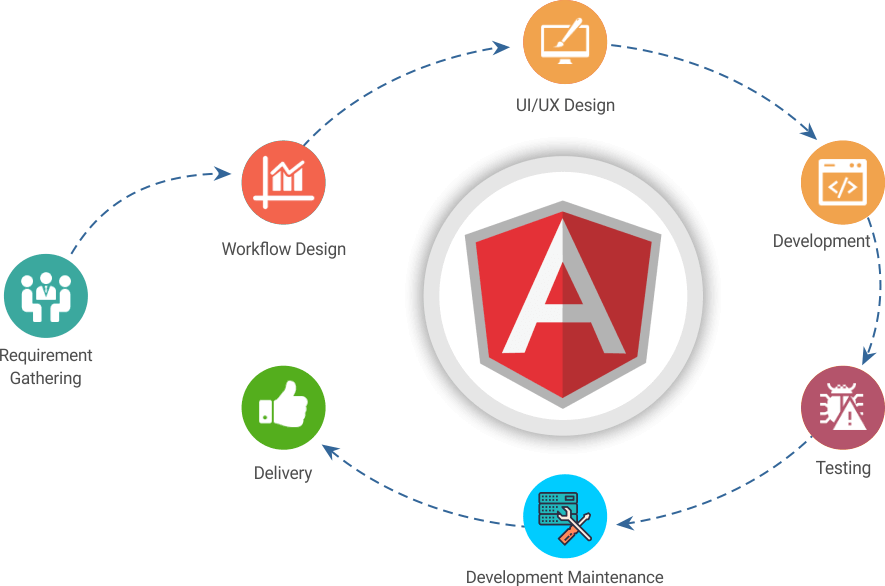 UI/UX Design
Workflow Design
Development
Requirement
Gathering
Testing
Delivery
Development Maintenance